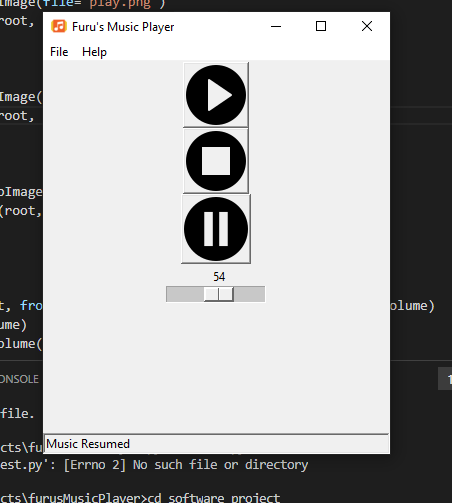 Image(file="play.png")
root,
Furu's Music Player
File Help
Image(
root,
oImage
(root,
54
t, fro
olume)
ume)
olume(
ONSOLE
1
file.
Music Resumed
cts\fu
est.py': [Errno 2] No such file or directory
cts\furusMusicPlayer>cd software project